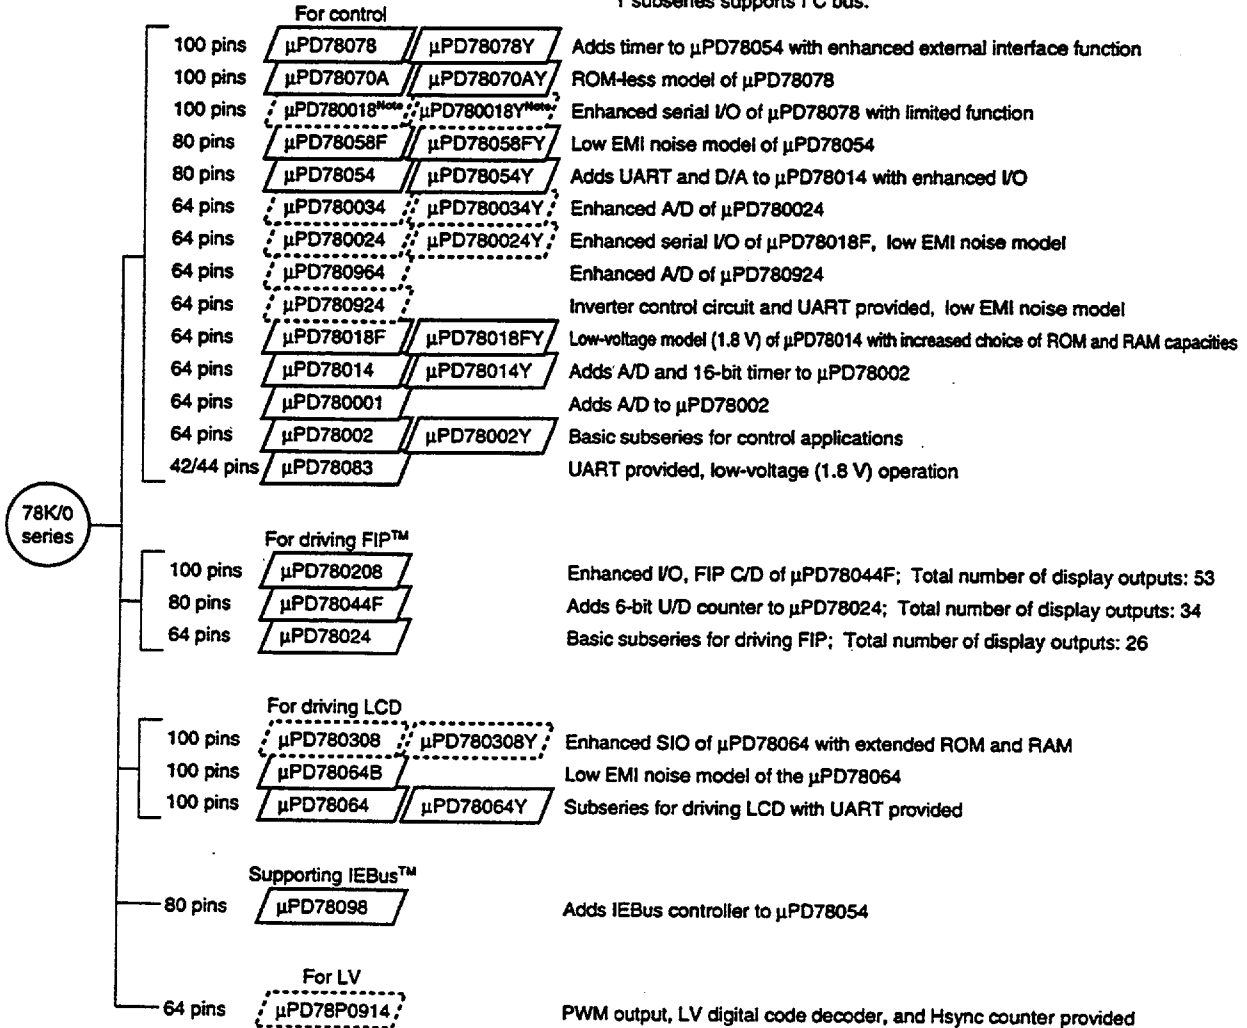 Y subseries supports I²C bus.
For control
100 pins μPD78078 μPD78078Y Adds timer to μPD78054 with enhanced external interface function
100 pins μPD78070A μPD78070AY ROM-less model of μPD78078
100 pins μPD780018Note μPD780018YNote Enhanced serial I/O of μPD78078 with limited function
80 pins μPD78058F μPD78058FY Low EMI noise model of μPD78054
80 pins μPD78054 μPD78054Y Adds UART and D/A to μPD78014 with enhanced I/O
64 pins μPD780034 μPD780034Y Enhanced A/D of μPD780024
64 pins μPD780024 μPD780024Y Enhanced serial I/O of μPD78018F, low EMI noise model
64 pins μPD780964 Enhanced A/D of μPD780924
64 pins μPD780924 Inverter control circuit and UART provided, low EMI noise model
64 pins μPD78018F μPD78018FY Low-voltage model (1.8 V) of μPD78014 with increased choice of ROM and RAM capacities
64 pins μPD78014 μPD78014Y Adds A/D and 16-bit timer to μPD78002
64 pins μPD780001 Adds A/D to μPD78002
64 pins μPD78002 μPD78002Y Basic subseries for control applications
42/44 pins μPD78083 UART provided, low-voltage (1.8 V) operation
78K/0
series
For driving FIP™
100 pins μPD780208 Enhanced I/O, FIP C/D of μPD78044F; Total number of display outputs: 53
80 pins μPD78044F Adds 6-bit U/D counter to μPD78024; Total number of display outputs: 34
64 pins μPD78024 Basic subseries for driving FIP; Total number of display outputs: 26
For driving LCD
100 pins μPD780308 μPD780308Y Enhanced SIO of μPD78064 with extended ROM and RAM
100 pins μPD78064B Low EMI noise model of the μPD78064
100 pins μPD78064 μPD78064Y Subseries for driving LCD with UART provided
Supporting IEBus™
80 pins μPD78098 Adds IEBus controller to μPD78054
For LV
64 pins μPD78P0914 PWM output, LV digital code decoder, and Hsync counter provided